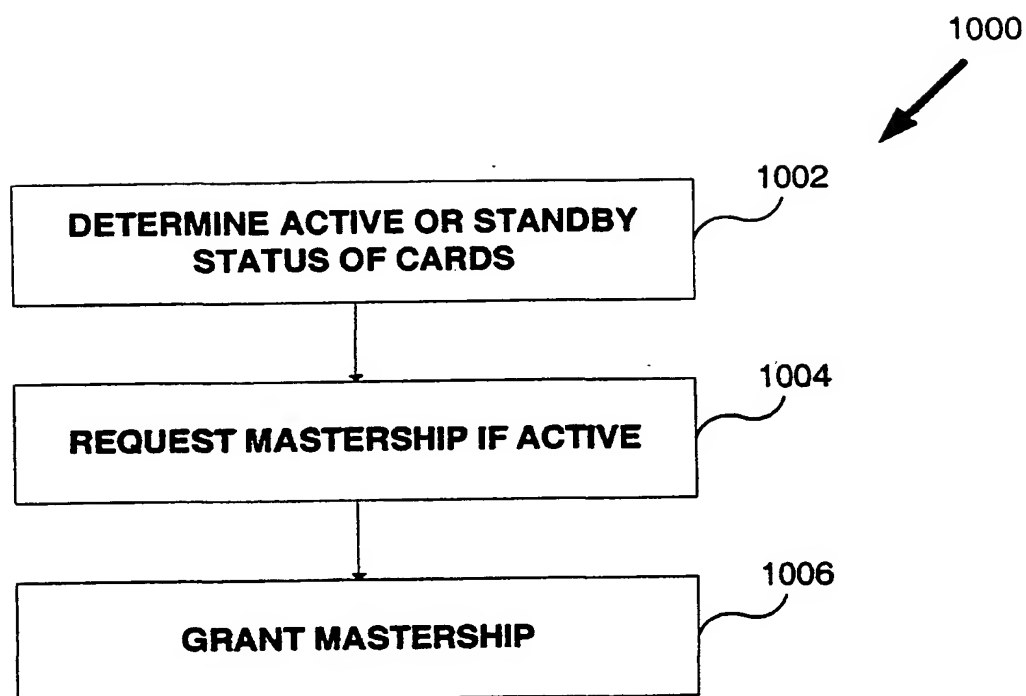 1000
1002
DETERMINE ACTIVE OR STANDBY
STATUS OF CARDS
1004
REQUEST MASTERSHIP IF ACTIVE
1006
GRANT MASTERSHIP